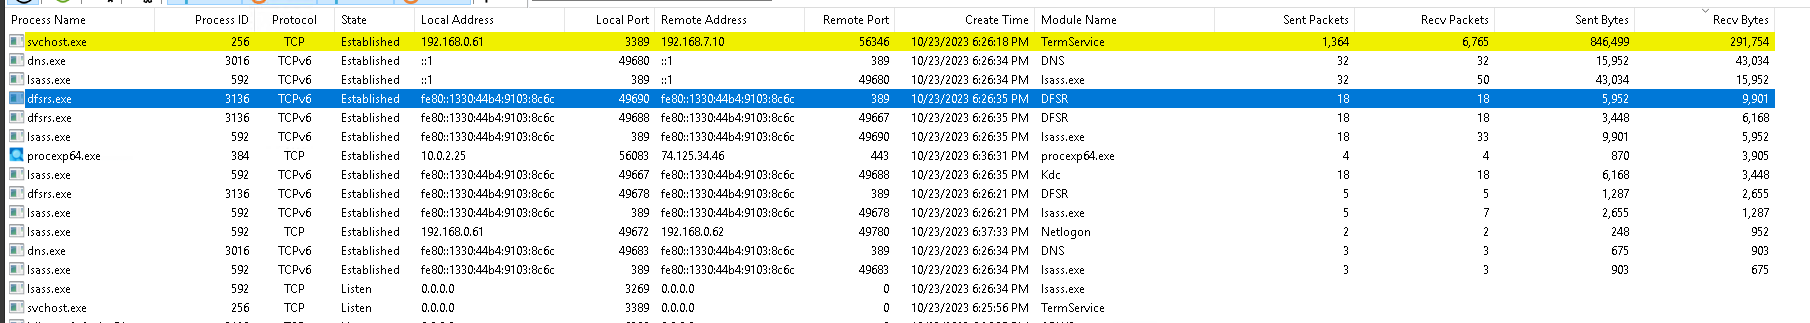 Process Name Process ID Protocol State Local Address Local Port Remote Address Remote Port Create Time Module Name Sent Packets Recv Packets Sent Bytes Recv Bytes
svchost.exe 256 TCP Established 192.168.0.61 3389 192.168.7.10 56346 10/23/2023 6:26:18 PM TermService 1,364 6,765 846,499 291,754
dns.exe 3016 TCPv6 Established ::1 49680 ::1 389 10/23/2023 6:26:34 PM DNS 32 32 15,952 43,034
lsass.exe 592 TCPv6 Established ::1 389 ::1 49680 10/23/2023 6:26:34 PM lsass.exe 32 50 43,034 15,952
dfsrs.exe 3136 TCPv6 Established fe80::1330:44b4:9103:8c6c 49690 fe80::1330:44b4:9103:8c6c 389 10/23/2023 6:26:35 PM DFSR 18 18 5,952 9,901
dfsrs.exe 3136 TCPv6 Established fe80::1330:44b4:9103:8c6c 49688 fe80::1330:44b4:9103:8c6c 49667 10/23/2023 6:26:35 PM DFSR 18 18 3,448 6,168
lsass.exe 592 TCPv6 Established fe80::1330:44b4:9103:8c6c 389 fe80::1330:44b4:9103:8c6c 49690 10/23/2023 6:26:35 PM lsass.exe 18 33 9,901 5,952
procexp64.exe 384 TCP Established 10.0.2.25 56083 74.125.34.46 443 10/23/2023 6:36:31 PM procexp64.exe 4 4 870 3,905
lsass.exe 592 TCPv6 Established fe80::1330:44b4:9103:8c6c 49667 fe80::1330:44b4:9103:8c6c 49688 10/23/2023 6:26:35 PM Kdc 18 18 6,168 3,448
dfsrs.exe 3136 TCPv6 Established fe80::1330:44b4:9103:8c6c 49678 fe80::1330:44b4:9103:8c6c 389 10/23/2023 6:26:21 PM DFSR 5 5 1,287 2,655
lsass.exe 592 TCPv6 Established fe80::1330:44b4:9103:8c6c 389 fe80::1330:44b4:9103:8c6c 49678 10/23/2023 6:26:21 PM lsass.exe 5 7 2,655 1,287
lsass.exe 592 TCP Established 192.168.0.61 49672 192.168.0.62 49780 10/23/2023 6:37:33 PM Netlogon 2 2 248 952
dns.exe 3016 TCPv6 Established fe80::1330:44b4:9103:8c6c 49683 fe80::1330:44b4:9103:8c6c 389 10/23/2023 6:26:34 PM DNS 3 3 675 903
lsass.exe 592 TCPv6 Established fe80::1330:44b4:9103:8c6c 389 fe80::1330:44b4:9103:8c6c 49683 10/23/2023 6:26:34 PM lsass.exe 3 3 903 675
lsass.exe 592 TCP Listen 0.0.0.0 3269 0.0.0.0 0 10/23/2023 6:26:34 PM lsass.exe
svchost.exe 256 TCP Listen 0.0.0.0 3389 0.0.0.0 0 10/23/2023 6:25:56 PM TermService